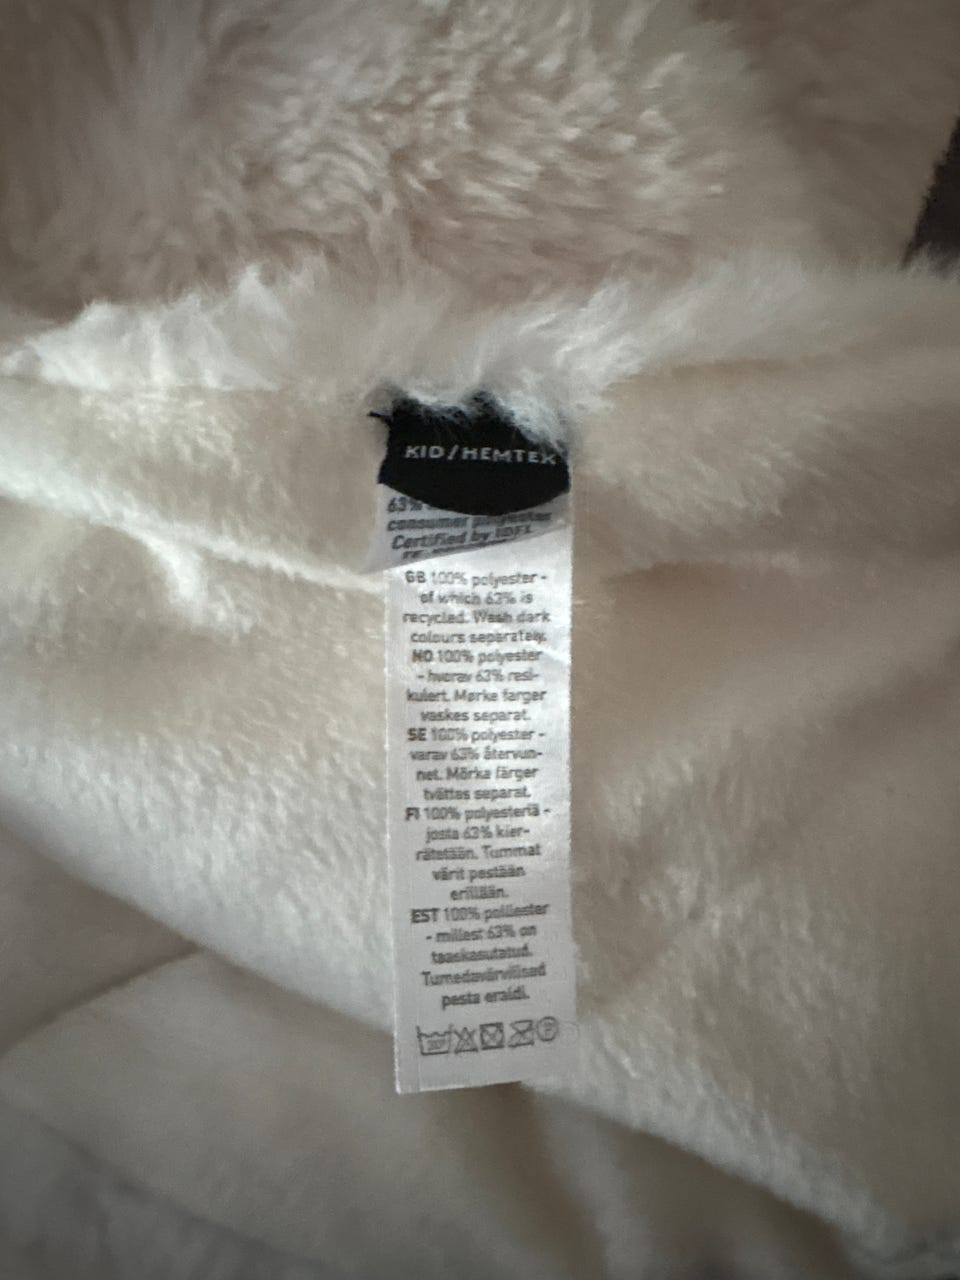 KID/HEMTEX
63%
consumer polyester
Certified by IDFL
GB 100% polyester -
of which 63% is
recycled. Wash dark
colours separately.
NO 100% polyester
- hvorav 63% resi-
kulert. Mørke farger
vaskes separat.
SE 100% polyester -
varav 63% återvun-
net. Mörka färger
tvättas separat.
FI 100% polyesteriä -
josta 63% kier-
rätetään. Tummat
värit pestään
erillään.
EST 100% polüester
- millest 63% on
taaskasutatud.
Tumedavärvilised
pesta eraldi.
30°